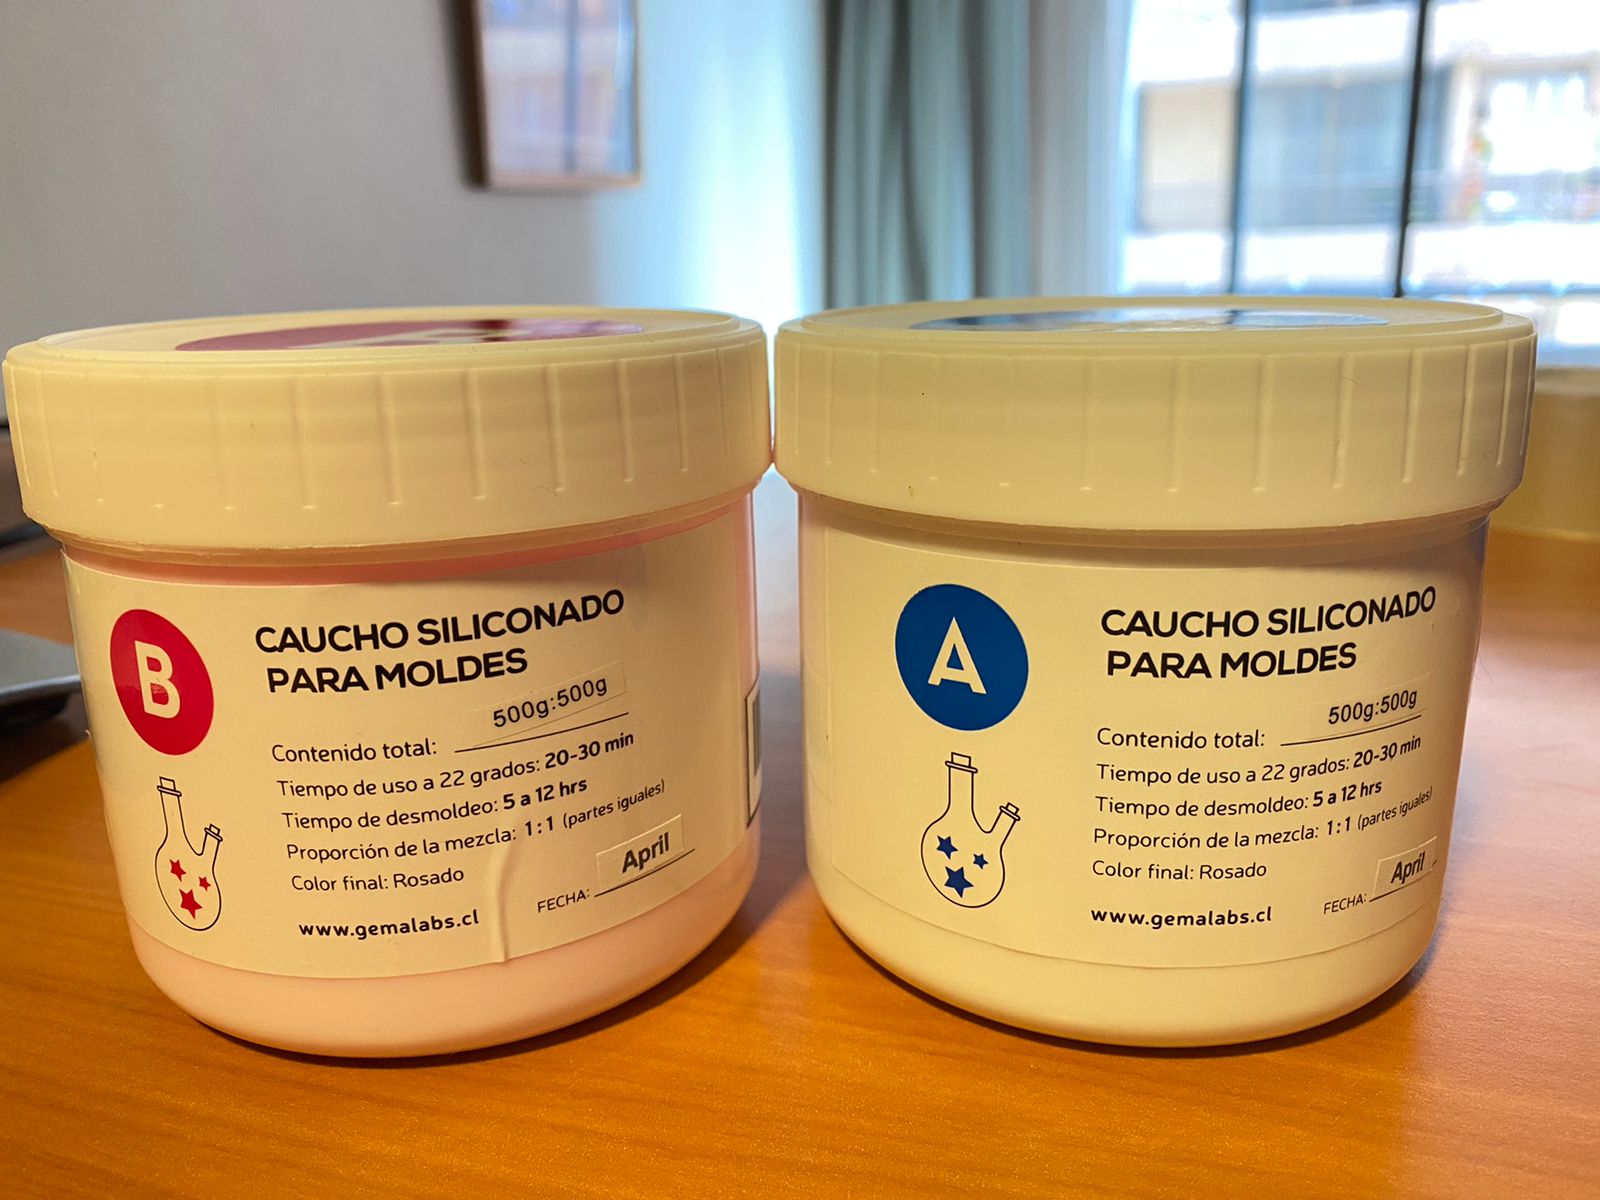 B
CAUCHO SILICONADO
PARA MOLDES
Contenido total: 500g:500g
Tiempo de uso a 22 grados: 20-30 min
Tiempo de desmoldeo: 5 a 12 hrs
Proporción de la mezcla: 1:1 (partes iguales)
Color final: Rosado
FECHA: April
www.gemalabs.cl
A
CAUCHO SILICONADO
PARA MOLDES
Contenido total: 500g:500g
Tiempo de uso a 22 grados: 20-30 min
Tiempo de desmoldeo: 5 a 12 hrs
Proporción de la mezcla: 1:1 (partes iguales)
Color final: Rosado
FECHA: April
www.gemalabs.cl